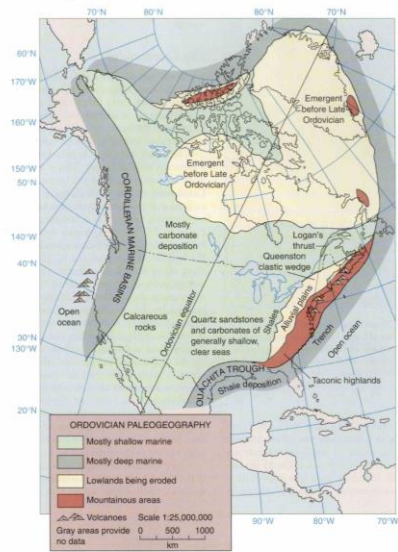 70°N
80°N
80°N
70°N
60°N
170°W
160°W
150°W
50°N
140°W
40°N
30°N
130°W
20°N
Emergent
before Late
Ordovician
Emergent
before Late
Ordovician
CORDILLERAN MARINE BASINS
Mostly
carbonate
deposition
Logan's
thrust
Queenston
clastic wedge
Open
ocean
Calcareous
rocks
Ordovician equator
Quartz sandstones
and carbonates of
generally shallow,
clear seas
Shales
Alluvial plains
Trench
Open ocean
OUACHITA TROUGH
Shale deposition
Taconic highlands
ORDOVICIAN PALEOGEOGRAPHY
Mostly shallow marine
Mostly deep marine
Lowlands being eroded
Mountainous areas
Volcanoes Scale 1:25,000,000
Gray areas provide 0 500 1000
no data km
90°W
80°W
70°W